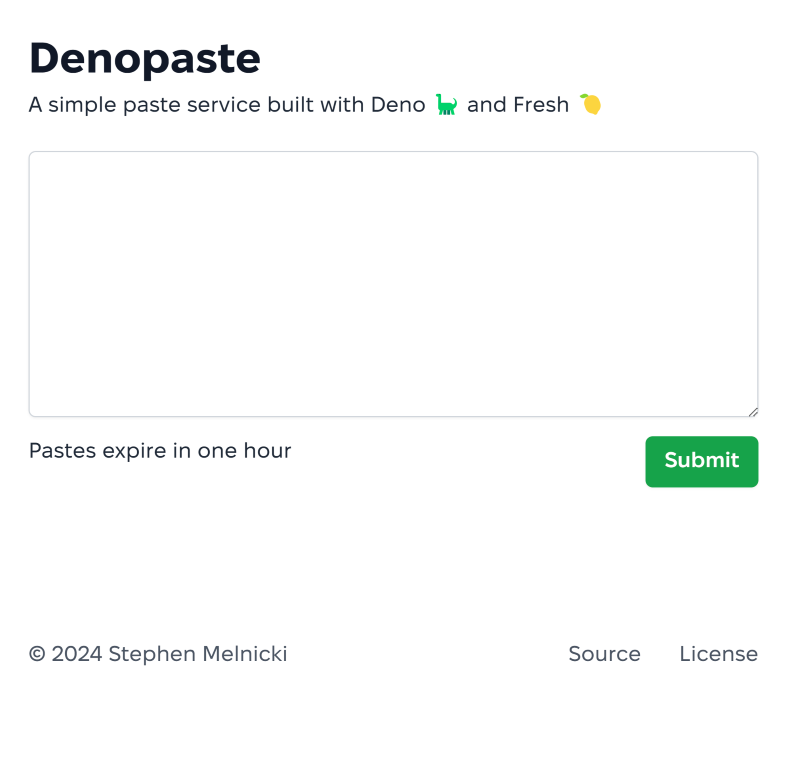 Denopaste
A simple paste service built with Deno 🦕 and Fresh 🍋
Pastes expire in one hour
Submit
© 2024 Stephen Melnicki
Source
License